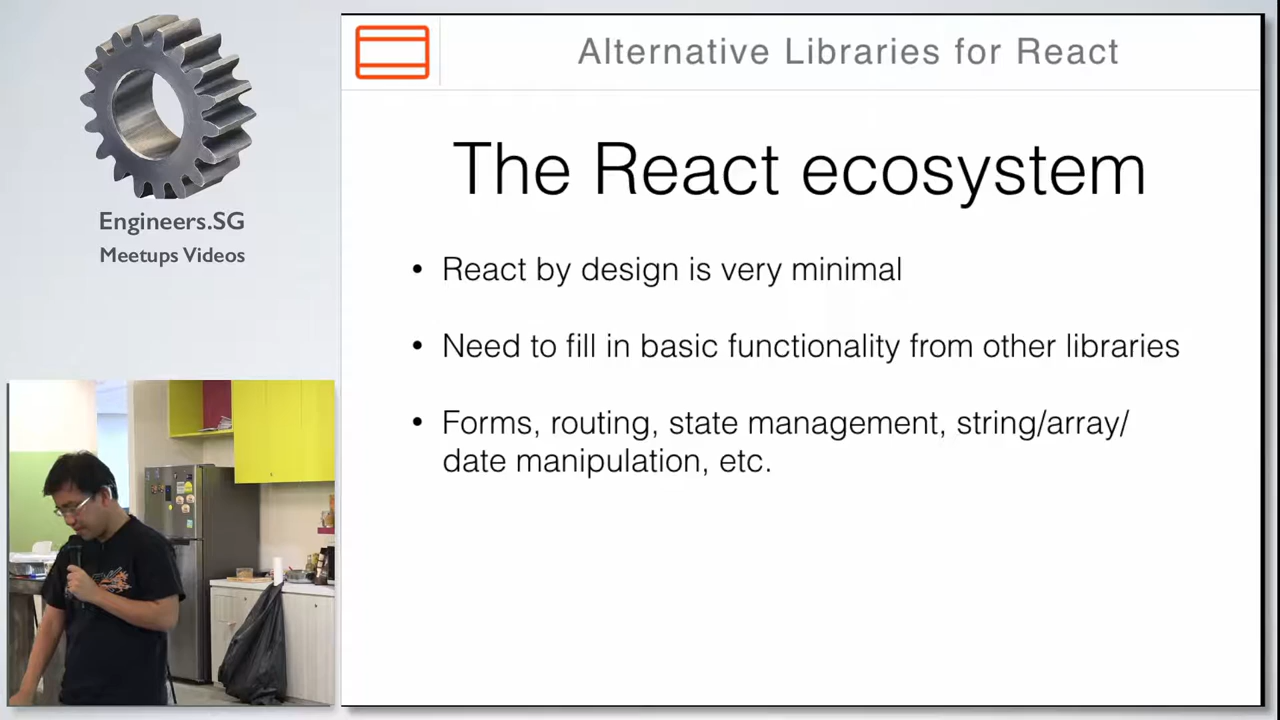 Engineers.SG
Meetups Videos
Alternative Libraries for React
The React ecosystem
• React by design is very minimal
• Need to fill in basic functionality from other libraries
• Forms, routing, state management, string/array/
date manipulation, etc.